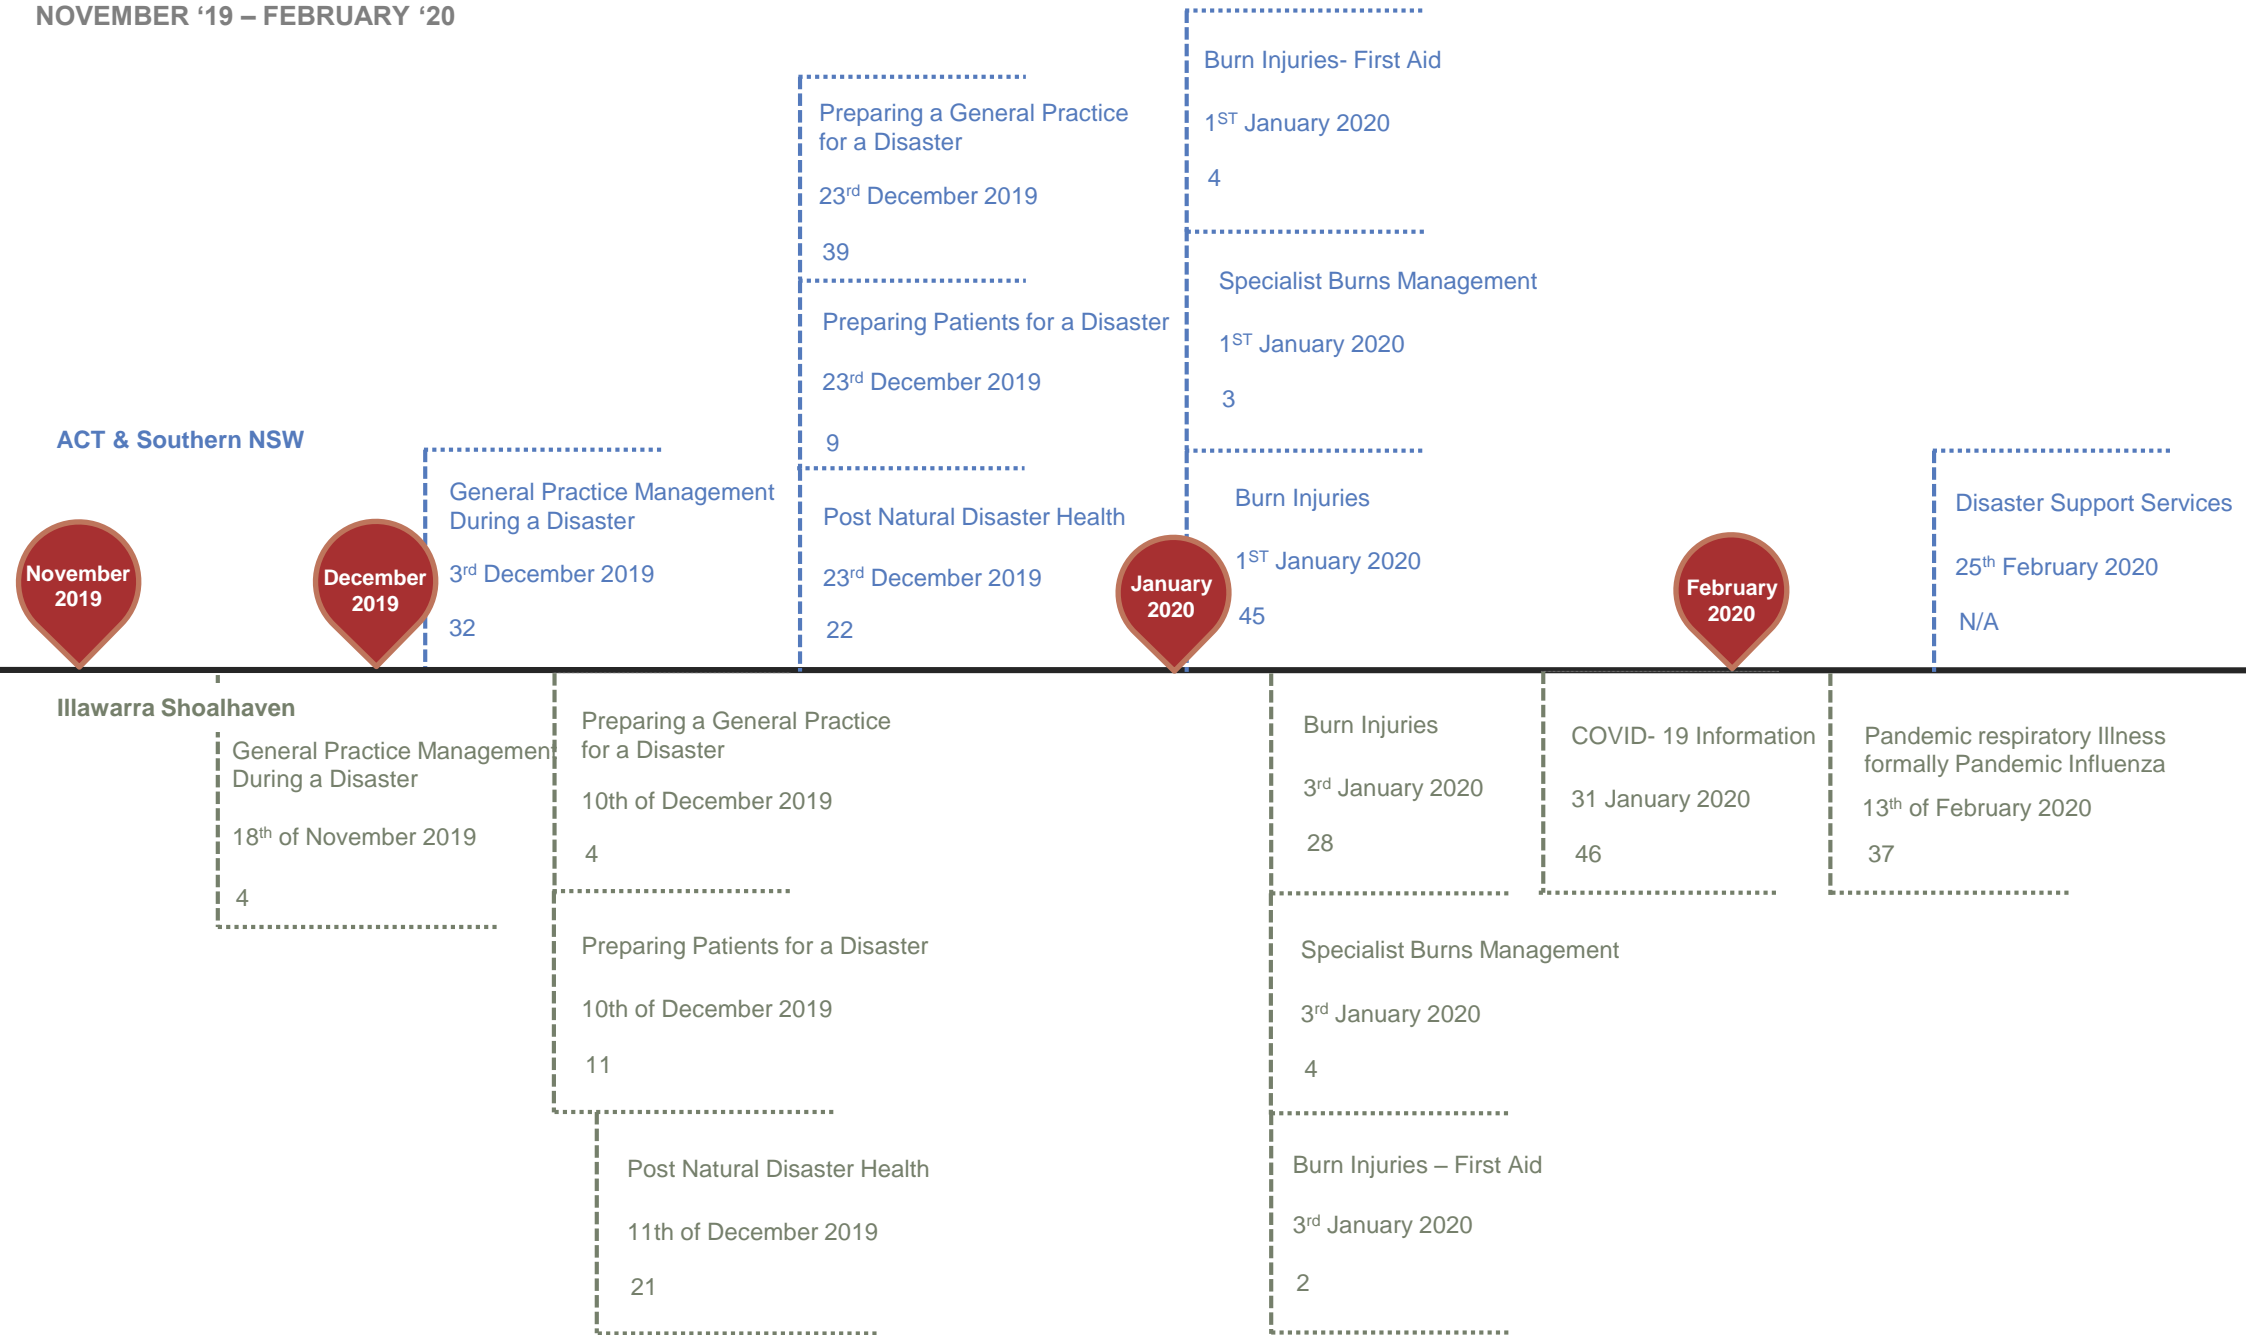 NOVEMBER ‘19 – FEBRUARY ‘20
ACT & Southern NSW
November
2019
December
2019
General Practice Management
During a Disaster
3rd December 2019
32
Preparing a General Practice
for a Disaster
23rd December 2019
39
Preparing Patients for a Disaster
23rd December 2019
9
Post Natural Disaster Health
23rd December 2019
22
January
2020
Burn Injuries- First Aid
1ST January 2020
4
Specialist Burns Management
1ST January 2020
3
Burn Injuries
1ST January 2020
45
February
2020
Disaster Support Services
25th February 2020
N/A
Illawarra Shoalhaven
General Practice Management
During a Disaster
18th of November 2019
4
Preparing a General Practice
for a Disaster
10th of December 2019
4
Preparing Patients for a Disaster
10th of December 2019
11
Post Natural Disaster Health
11th of December 2019
21
Burn Injuries
3rd January 2020
28
Specialist Burns Management
3rd January 2020
4
Burn Injuries – First Aid
3rd January 2020
2
COVID- 19 Information
31 January 2020
46
Pandemic respiratory Illness
formally Pandemic Influenza
13th of February 2020
37